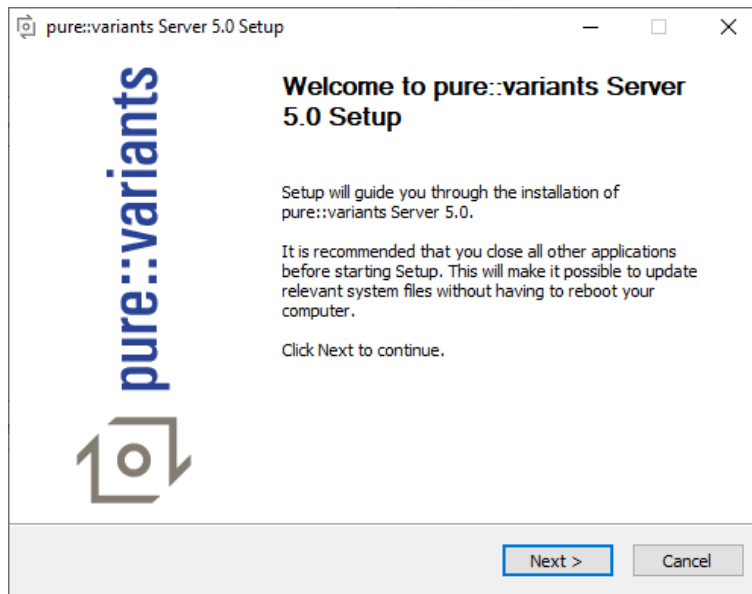 pure::variants Server 5.0 Setup
pure::variants
Welcome to pure::variants Server
5.0 Setup
Setup will guide you through the installation of
pure::variants Server 5.0.
It is recommended that you close all other applications
before starting Setup. This will make it possible to update
relevant system files without having to reboot your
computer.
Click Next to continue.
Next >
Cancel